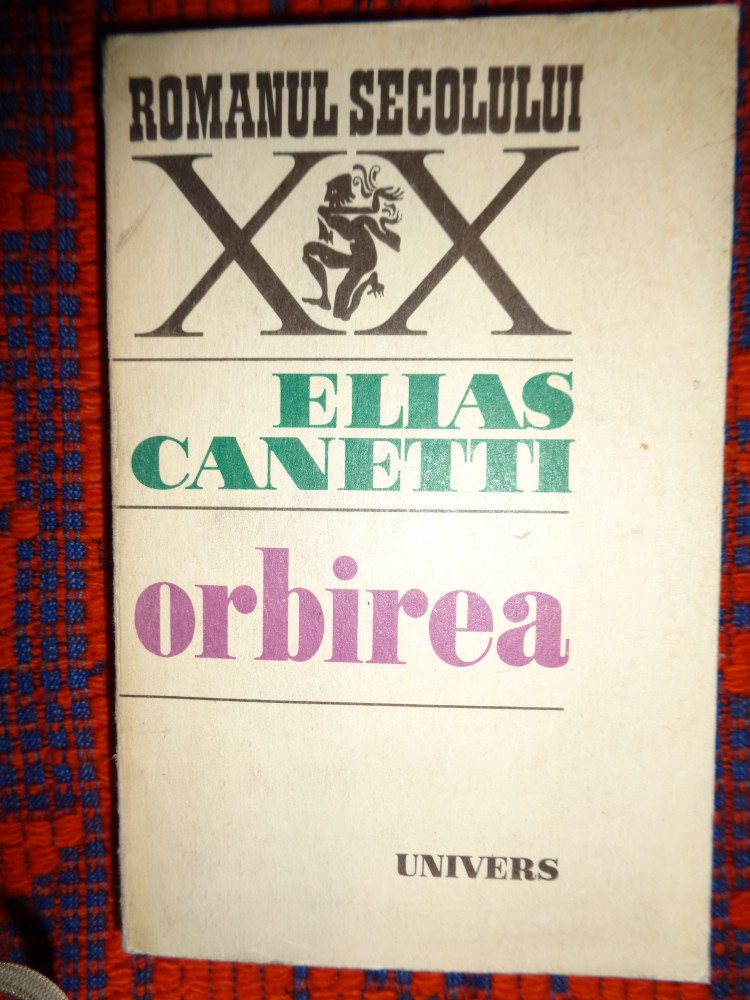 ROMANUL SECOLULUI
XX
ELIAS
CANETTI
orbirea
UNIVERS